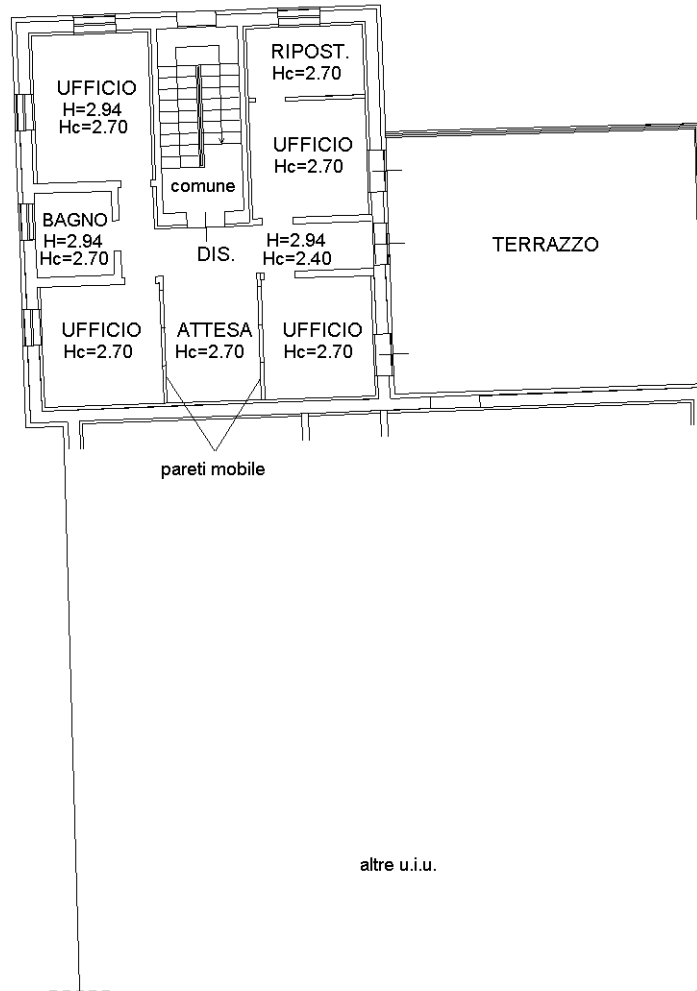 RIPOST.
Hc=2.70
UFFICIO
H=2.94
Hc=2.70
UFFICIO
Hc=2.70
comune
BAGNO
H=2.94
Hc=2.70
DIS.
H=2.94
Hc=2.40
TERRAZZO
UFFICIO
Hc=2.70
ATTESA
Hc=2.70
UFFICIO
Hc=2.70
pareti mobile
altre u.i.u.